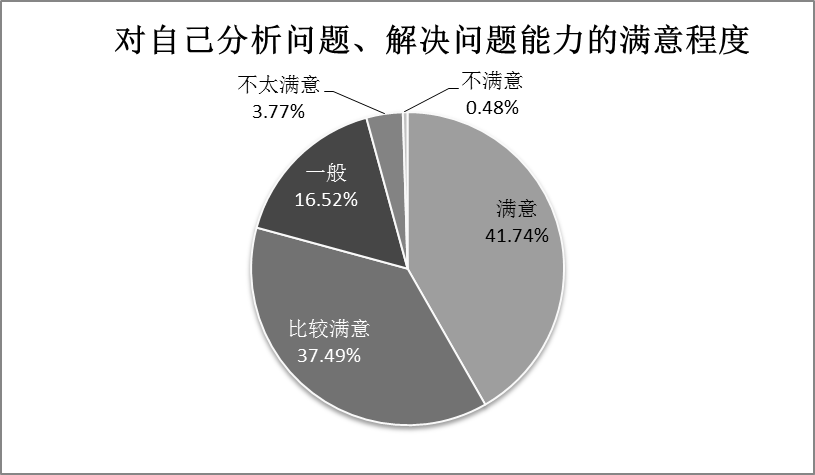 对自己分析问题、解决问题能力的满意程度
不太满意
3.77%
不满意
0.48%
一般
16.52%
满意
41.74%
比较满意
37.49%